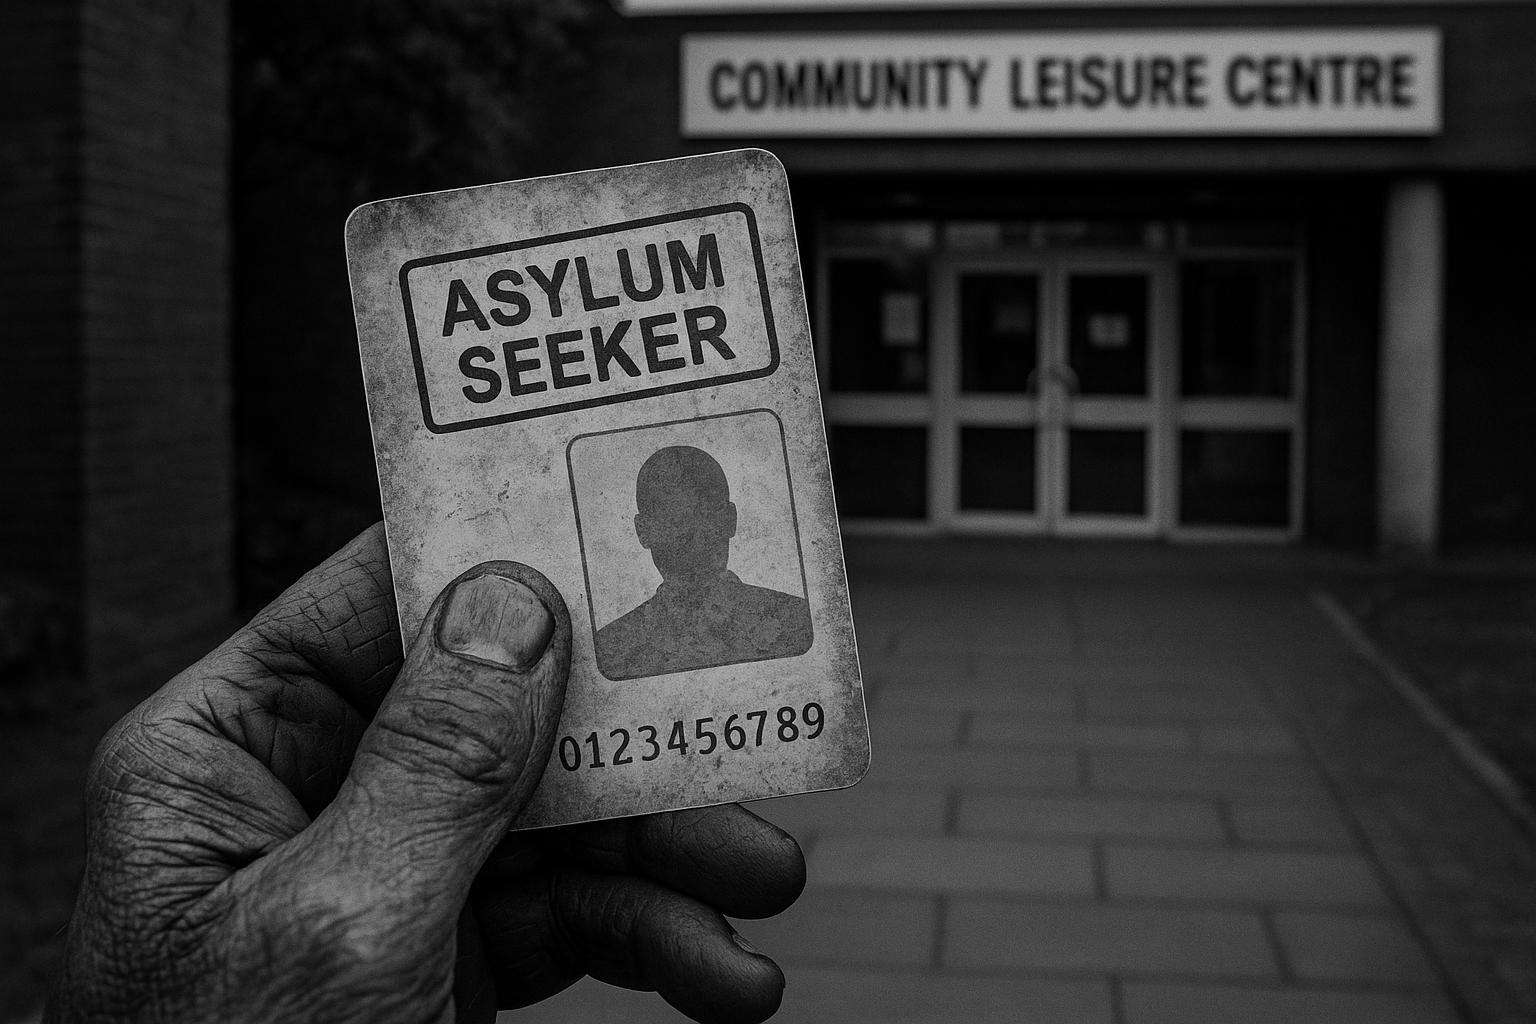 COMMUNITY LEISURE CENTRE
ASYLUM
SEEKER
0123456789